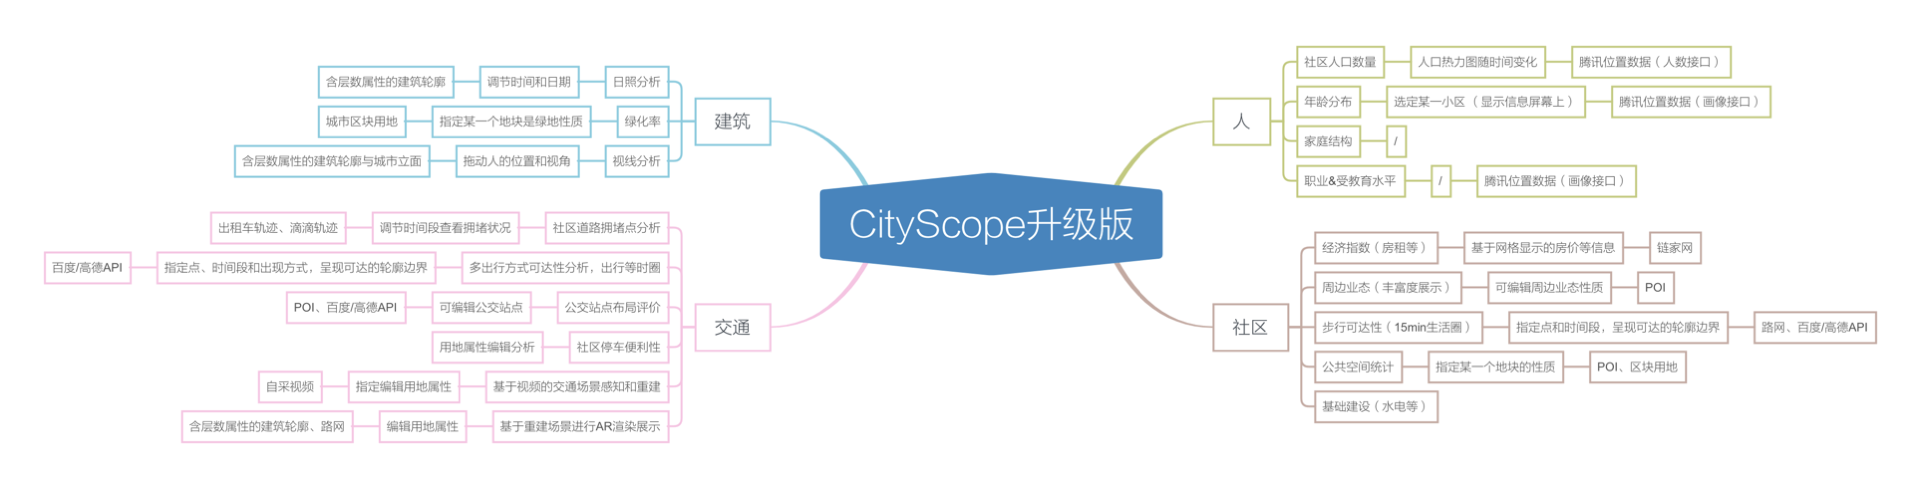 CityScope升级版
建筑
日照分析
调节时间和日期
含层数属性的建筑轮廓
绿化率
指定某一个地块是绿地性质
城市区块用地
视线分析
拖动人的位置和视角
含层数属性的建筑轮廓与城市立面
交通
社区道路拥堵点分析
调节时间段查看拥堵状况
出租车轨迹、滴滴轨迹
多出行方式可达性分析，出行等时圈
指定点、时间段和出现方式，呈现可达的轮廓边界
百度/高德API
公交站点布局评价
可编辑公交站点
POI、百度/高德API
社区停车便利性
用地属性编辑分析
基于视频的交通场景感知和重建
指定编辑用地属性
自采视频
基于重建场景进行AR渲染展示
编辑用地属性
含层数属性的建筑轮廓、路网
人
社区人口数量
人口热力图随时间变化
腾讯位置数据（人数接口）
年龄分布
选定某一小区（显示信息屏幕上）
腾讯位置数据（画像接口）
家庭结构
/
职业&受教育水平
/
腾讯位置数据（画像接口）
社区
经济指数（房租等）
基于网格显示的房价等信息
链家网
周边业态（丰富度展示）
可编辑周边业态性质
POI
步行可达性（15min生活圈）
指定点和时间段，呈现可达的轮廓边界
路网、百度/高德API
公共空间统计
指定某一个地块的性质
POI、区块用地
基础建设（水电等）